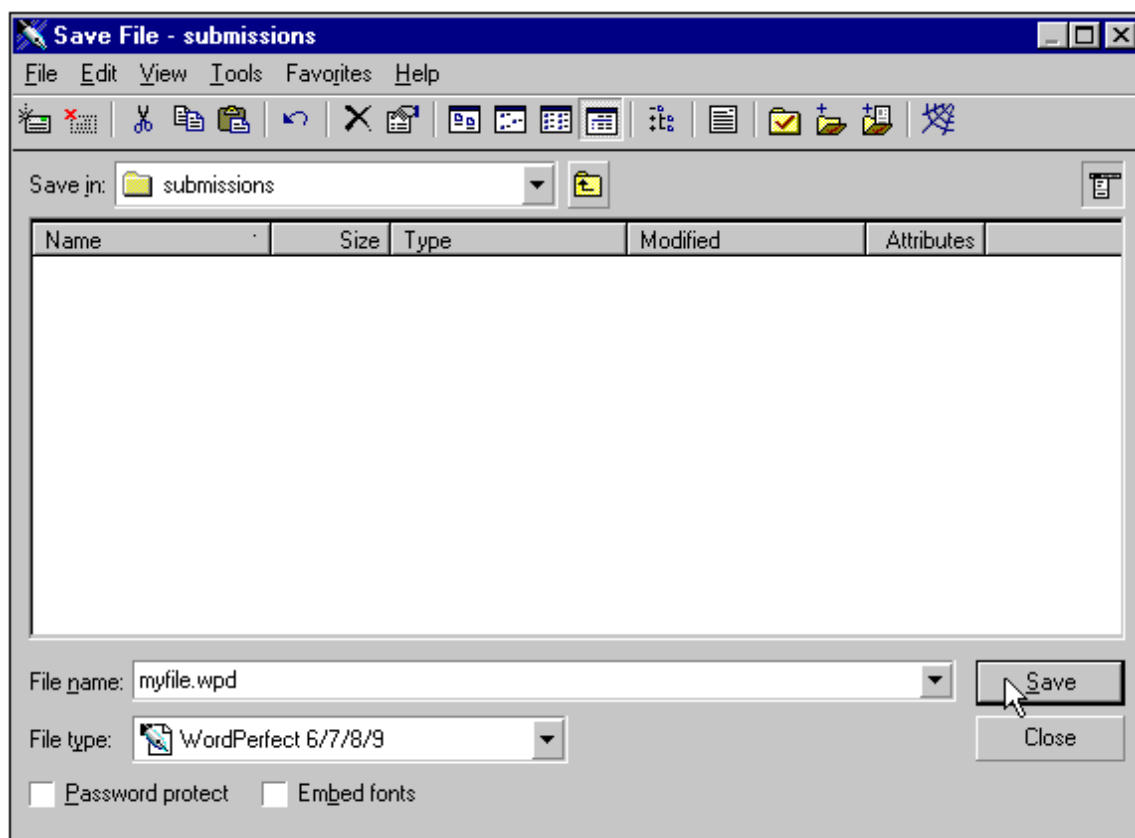 Save File - submissions
File Edit View Tools Favorites Help
Save in: submissions
Name Size Type Modified Attributes
File name: myfile.wpd Save
File type: WordPerfect 6/7/8/9 Close
Password protect Embed fonts